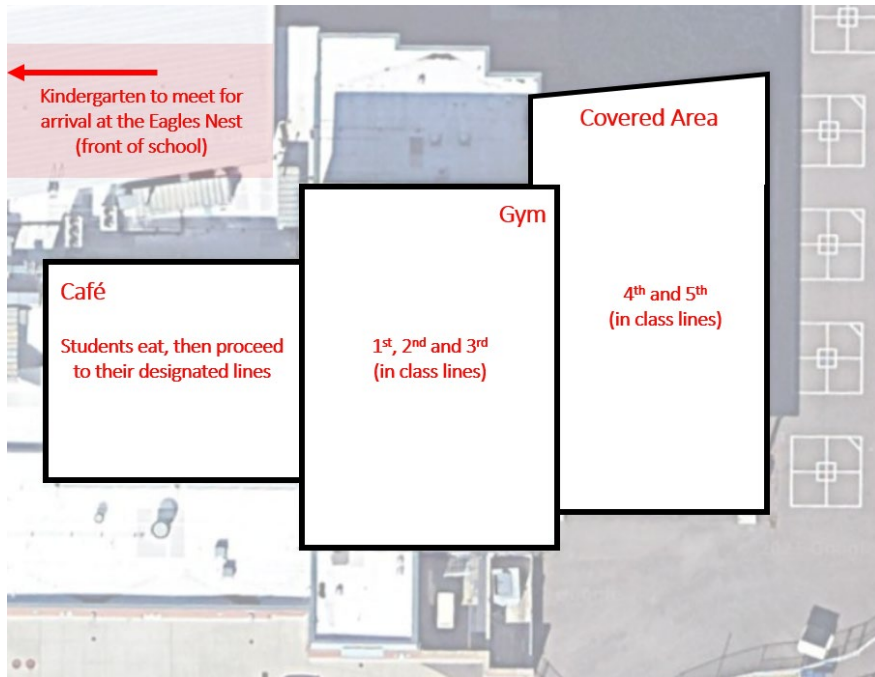 Kindergarten to meet for
arrival at the Eagles Nest
(front of school)
Covered Area
Gym
Café
4th and 5th
(in class lines)
Students eat, then proceed
to their designated lines
1st, 2nd and 3rd
(in class lines)